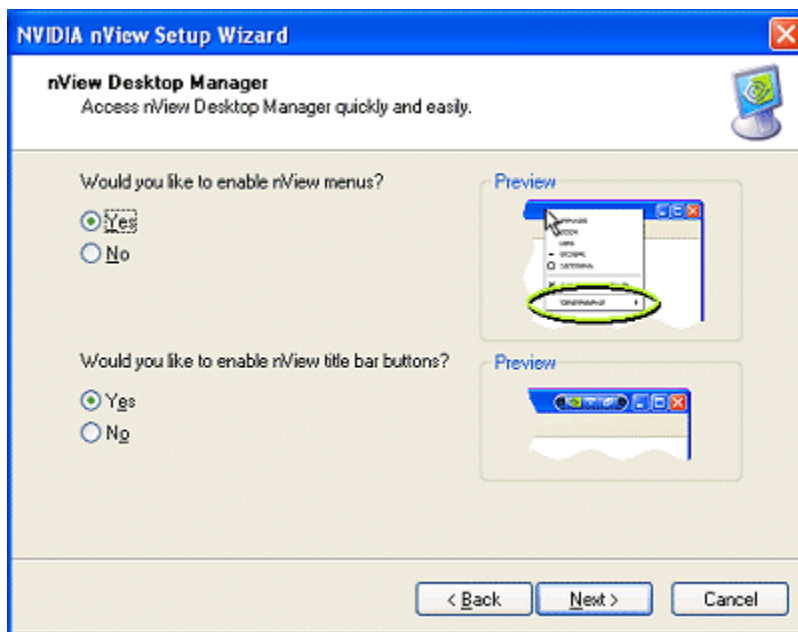 NVIDIA nView Setup Wizard
nView Desktop Manager
Access nView Desktop Manager quickly and easily.
Would you like to enable nView menus?
Preview
Yes
No
Would you like to enable nView title bar buttons?
Preview
Yes
No
< Back
Next >
Cancel